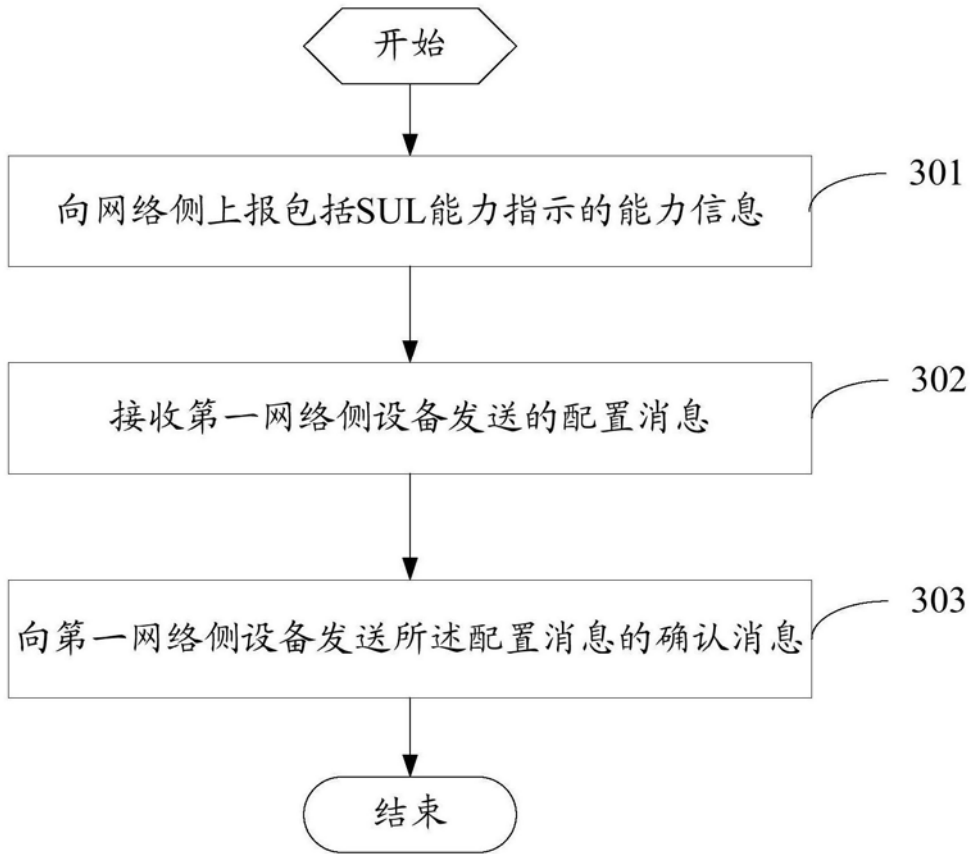 开始
向网络侧上报包括SUL能力指示的能力信息
301
接收第一网络侧设备发送的配置消息
302
向第一网络侧设备发送所述配置消息的确认消息
303
结束